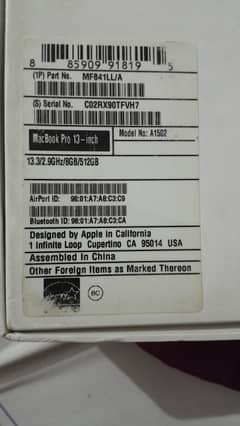 8 85909 91819 5
(1P) Part No. MF841LL/A
(S) Serial No. C02RX90TFVH7
MacBook Pro 13-inch
Model No: A1502
13.3/2.9GHz/8GB/512GB
AirPort ID: 98:01:A7:A8:C3:C9
Bluetooth ID: 98:01:A7:A8:C3:CA
Designed by Apple in California
1 Infinite Loop Cupertino CA 95014 USA
Assembled In China
Other Foreign Items as Marked Thereon
BC